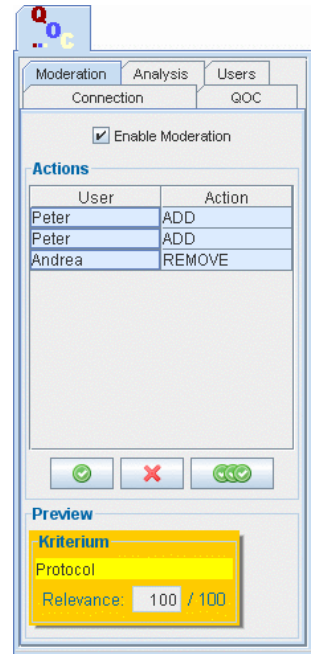 QOC
Moderation Analysis Users
Connection QOC
Enable Moderation
Actions
User Action
Peter ADD
Peter ADD
Andrea REMOVE
Preview
Kriterium
Protocol
Relevance: 100 / 100